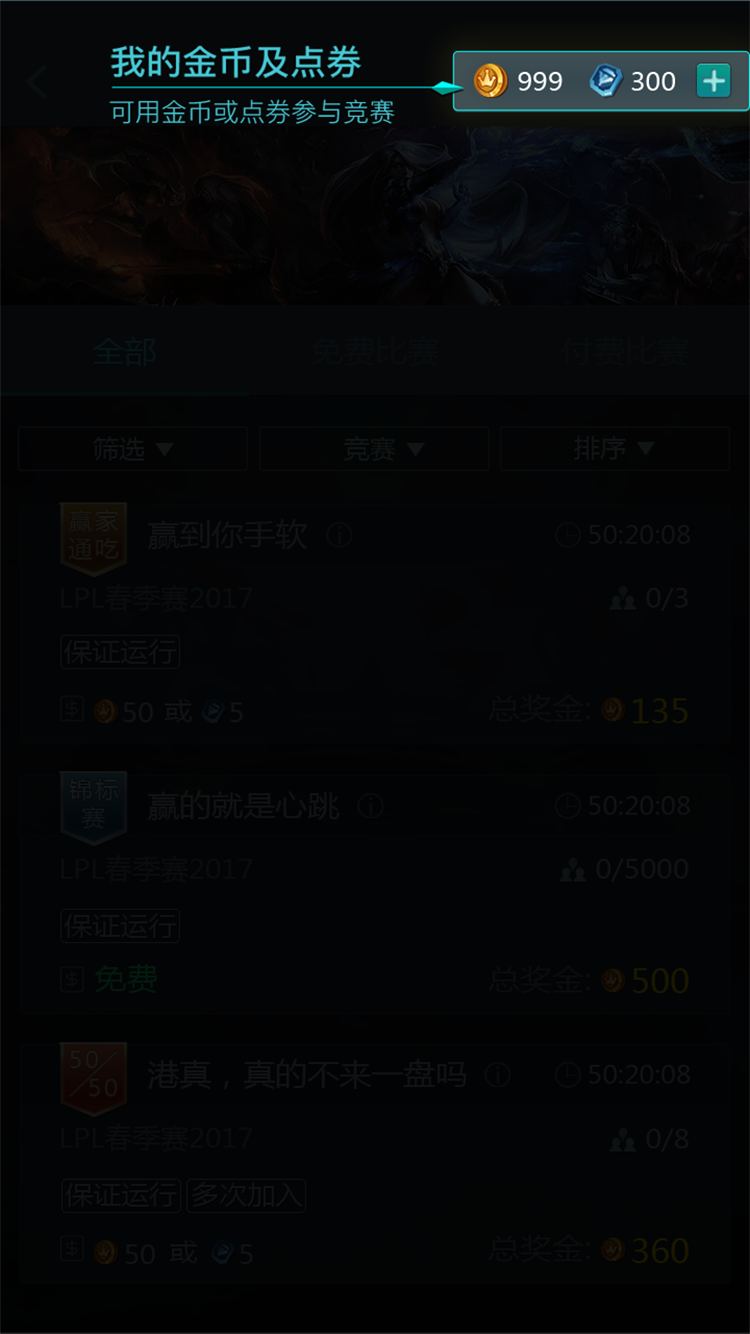 我的金币及点券
可用金币或点券参与竞赛
999 300
全部 免费比赛 付费比赛
筛选 竞赛 排序
赢家通吃 赢到你手软 50:20:08
LPL春季赛2017 0/3
保证运行
50 或 5 总奖金: 135
锦标赛 赢的就是心跳 50:20:08
LPL春季赛2017 0/5000
保证运行
免费 总奖金: 500
50/50 港真，真的不来一盘吗 50:20:08
LPL春季赛2017 0/8
保证运行 多次加入
50 或 5 总奖金: 360